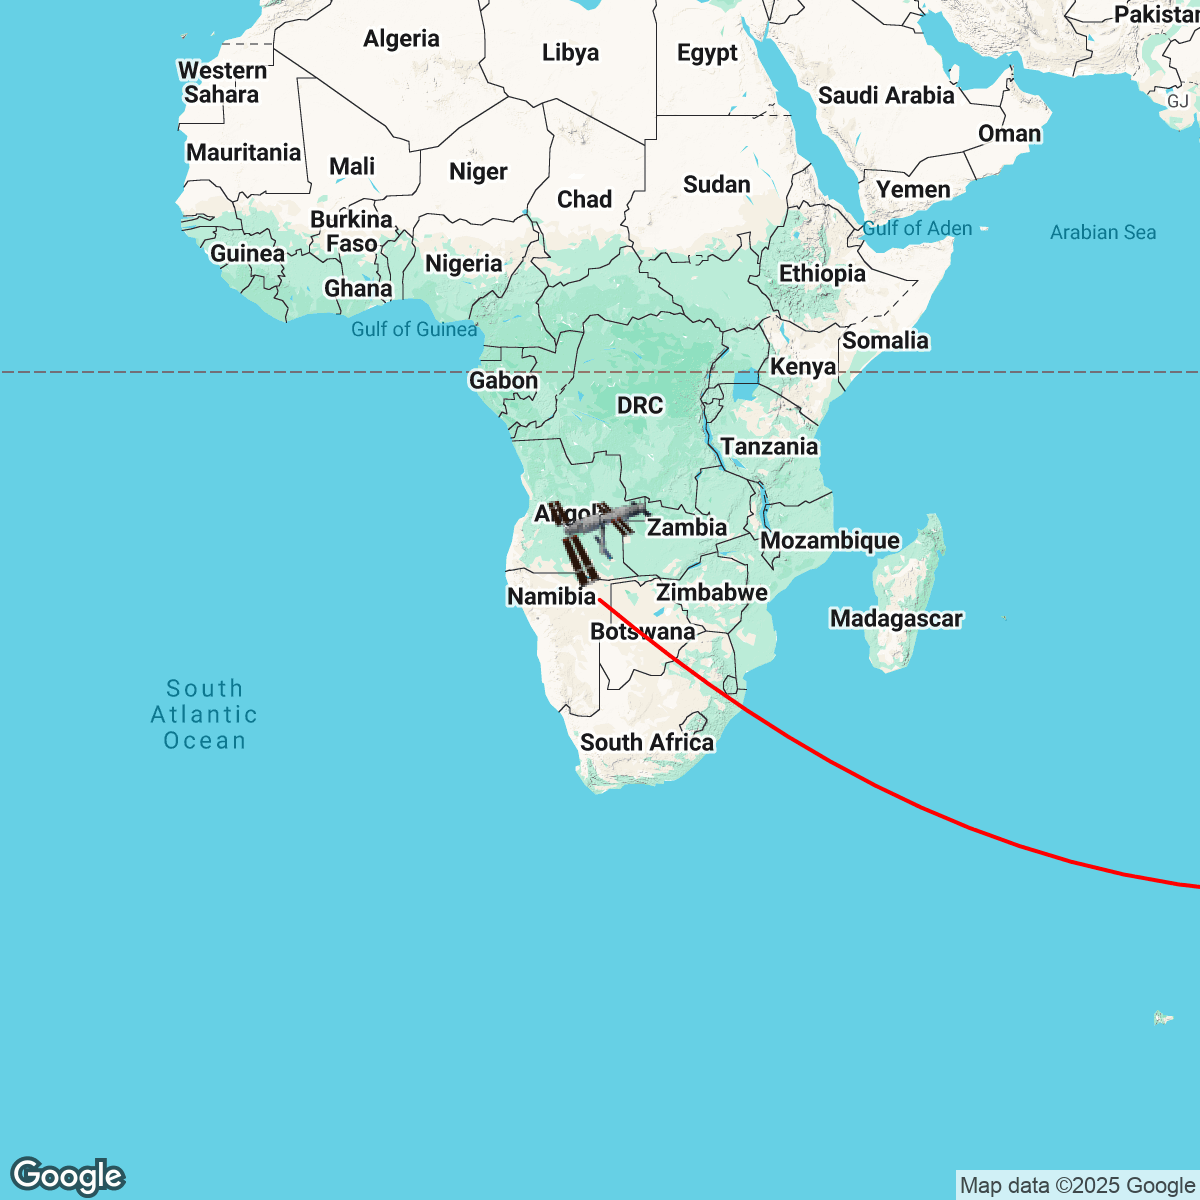 Pakistan
Algeria
Libya
Egypt
Western
Sahara
Saudi Arabia
GJ
Oman
Mauritania
Mali
Niger
Chad
Sudan
Yemen
Burkina
Faso
Gulf of Aden
Arabian Sea
Guinea
Nigeria
Ethiopia
Ghana
Gulf of Guinea
Somalia
Kenya
Gabon
DRC
Tanzania
Angol
Zambia
Mozambique
Namibia
Zimbabwe
Madagascar
Botswana
South
Atlantic
Ocean
South Africa
Google
Map data ©2025 Google